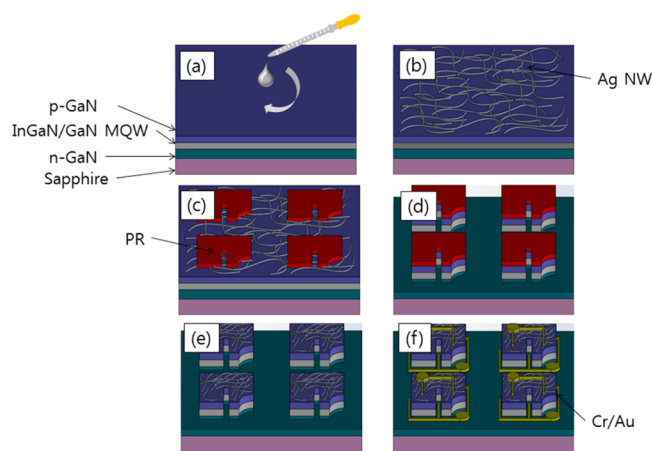 (a)
(b)
Ag NW
p-GaN
InGaN/GaN MQW
n-GaN
Sapphire
(c)
(d)
PR
(e)
(f)
Cr/Au